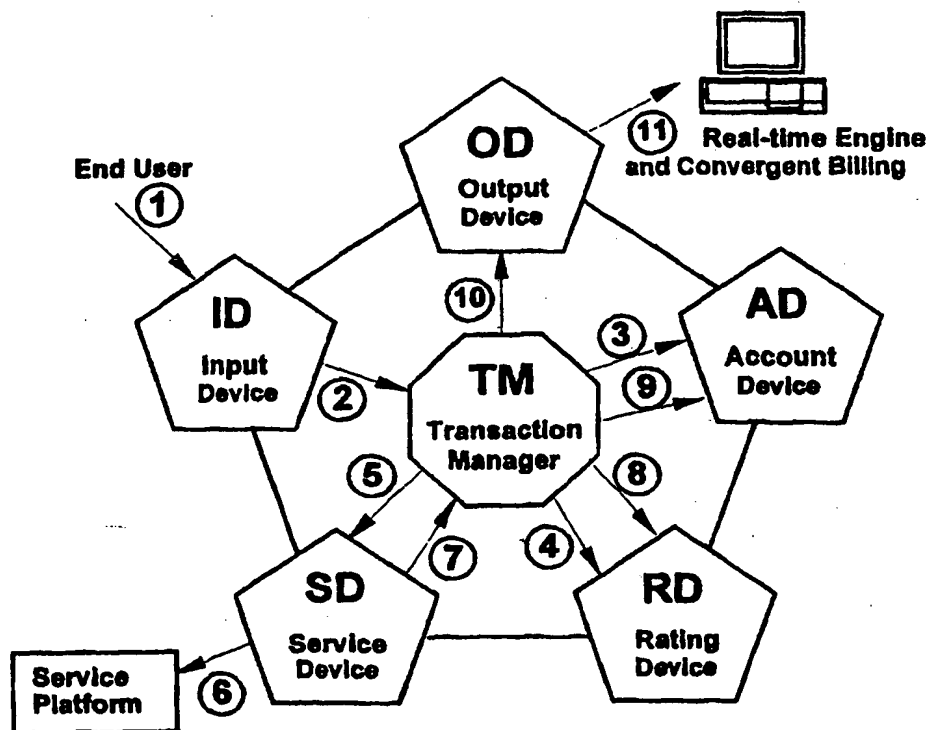 11
Real-time Engine
and Convergent Billing
OD
Output
Device
End User
1
ID
Input
Device
2
10
3
9
AD
Account
Device
TM
Transaction
Manager
5
7
4
8
SD
Service
Device
RD
Rating
Device
6
Service
Platform